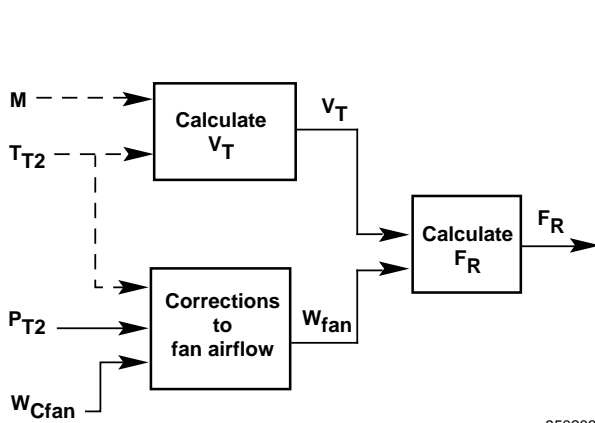 M
TT2
Calculate
VT
VT
Calculate
FR
FR
PT2
Corrections
to
fan airflow
Wfan
WCfan